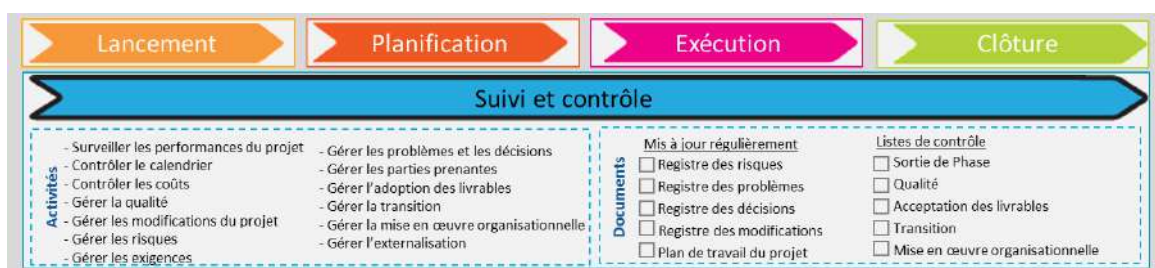 Lancement
Planification
Exécution
Clôture
Suivi et contrôle
Activités
- Surveiller les performances du projet
- Contrôler le calendrier
- Contrôler les coûts
- Gérer la qualité
- Gérer les modifications du projet
- Gérer les risques
- Gérer les exigences
- Gérer les problèmes et les décisions
- Gérer les parties prenantes
- Gérer l'adoption des livrables
- Gérer la transition
- Gérer la mise en œuvre organisationnelle
- Gérer l'externalisation
Documents
Mis à jour régulièrement
Registre des risques
Registre des problèmes
Registre des décisions
Registre des modifications
Plan de travail du projet
Listes de contrôle
Sortie de Phase
Qualité
Acceptation des livrables
Transition
Mise en œuvre organisationnelle